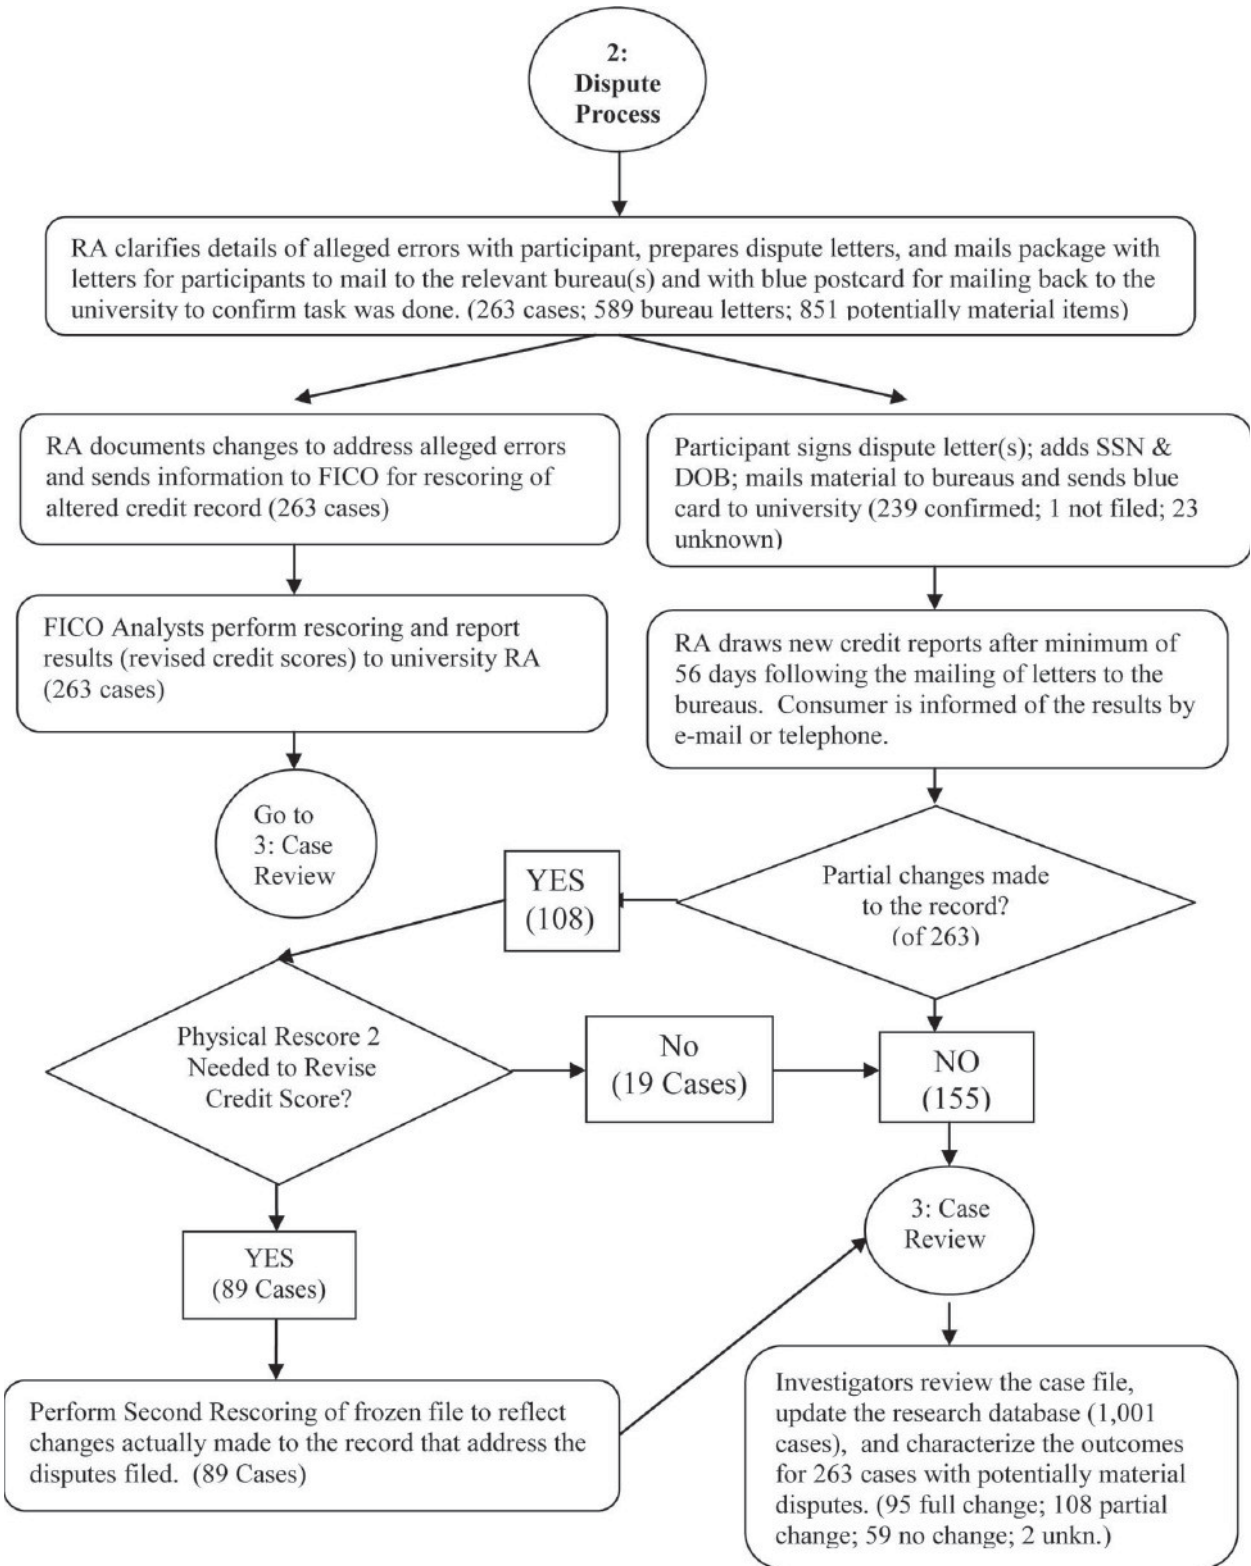 2:
Dispute
Process
RA clarifies details of alleged errors with participant, prepares dispute letters, and mails package with
letters for participants to mail to the relevant bureau(s) and with blue postcard for mailing back to the
university to confirm task was done. (263 cases; 589 bureau letters; 851 potentially material items)
RA documents changes to address alleged errors
and sends information to FICO for rescoring of
altered credit record (263 cases)
Participant signs dispute letter(s); adds SSN &
DOB; mails material to bureaus and sends blue
card to university (239 confirmed; 1 not filed; 23
unknown)
FICO Analysts perform rescoring and report
results (revised credit scores) to university RA
(263 cases)
RA draws new credit reports after minimum of
56 days following the mailing of letters to the
bureaus.  Consumer is informed of the results by
e-mail or telephone.
Go to
3: Case
Review
YES
(108)
Partial changes made
to the record?
(of 263)
Physical Rescore 2
Needed to Revise
Credit Score?
No
(19 Cases)
NO
(155)
YES
(89 Cases)
3: Case
Review
Perform Second Rescoring of frozen file to reflect
changes actually made to the record that address the
disputes filed.  (89 Cases)
Investigators review the case file,
update the research database (1,001
cases),  and characterize the outcomes
for 263 cases with potentially material
disputes. (95 full change; 108 partial
change; 59 no change; 2 unkn.)